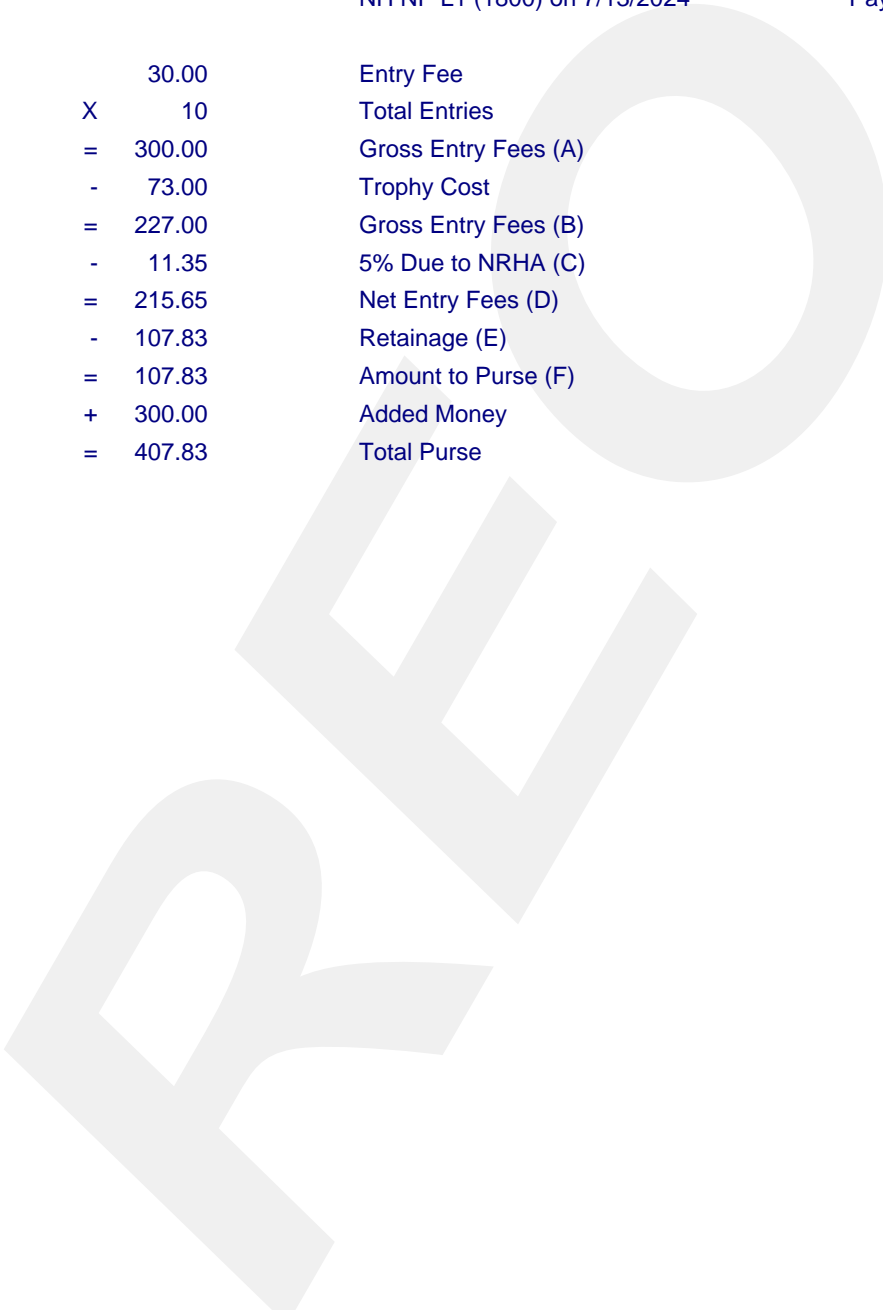 30.00 Entry Fee
X 10 Total Entries
= 300.00 Gross Entry Fees (A)
- 73.00 Trophy Cost
= 227.00 Gross Entry Fees (B)
- 11.35 5% Due to NRHA (C)
= 215.65 Net Entry Fees (D)
- 107.83 Retainage (E)
= 107.83 Amount to Purse (F)
+ 300.00 Added Money
= 407.83 Total Purse
REO